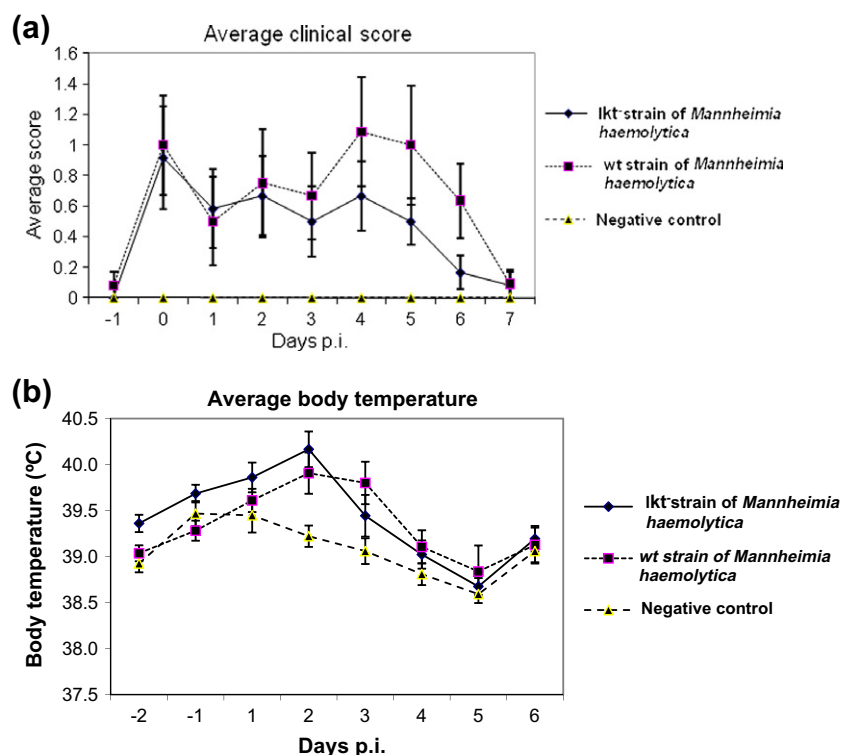 (a)
Average clinical score
1.6
1.4
1.2
1
0.8
0.6
0.4
0.2
0
Average score
-1 0 1 2 3 4 5 6 7
Days p.i.
lkt-strain of Mannheimia
haemolytica
wt strain of Mannheimia
haemolytica
Negative control
(b)
Average body temperature
40.5
40.0
39.5
39.0
38.5
38.0
37.5
Body temperature (ºC)
-2 -1 1 2 3 4 5 6
Days p.i.
lkt-strain of Mannheimia
haemolytica
wt strain of Mannheimia
haemolytica
Negative control